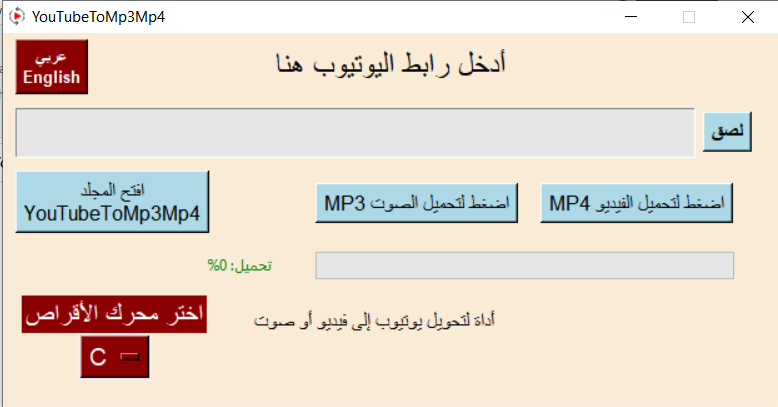 YouTubeToMp3Mp4
عربي
English
أدخل رابط اليوتيوب هنا
لصق
افتح المجلد
YouTubeToMp3Mp4
اضغط لتحميل الصوت MP3
اضغط لتحميل الفيديو MP4
تحميل: 0%
اختر محرك الأقراص
C
أداة لتحويل يوتيوب إلى فيديو أو صوت